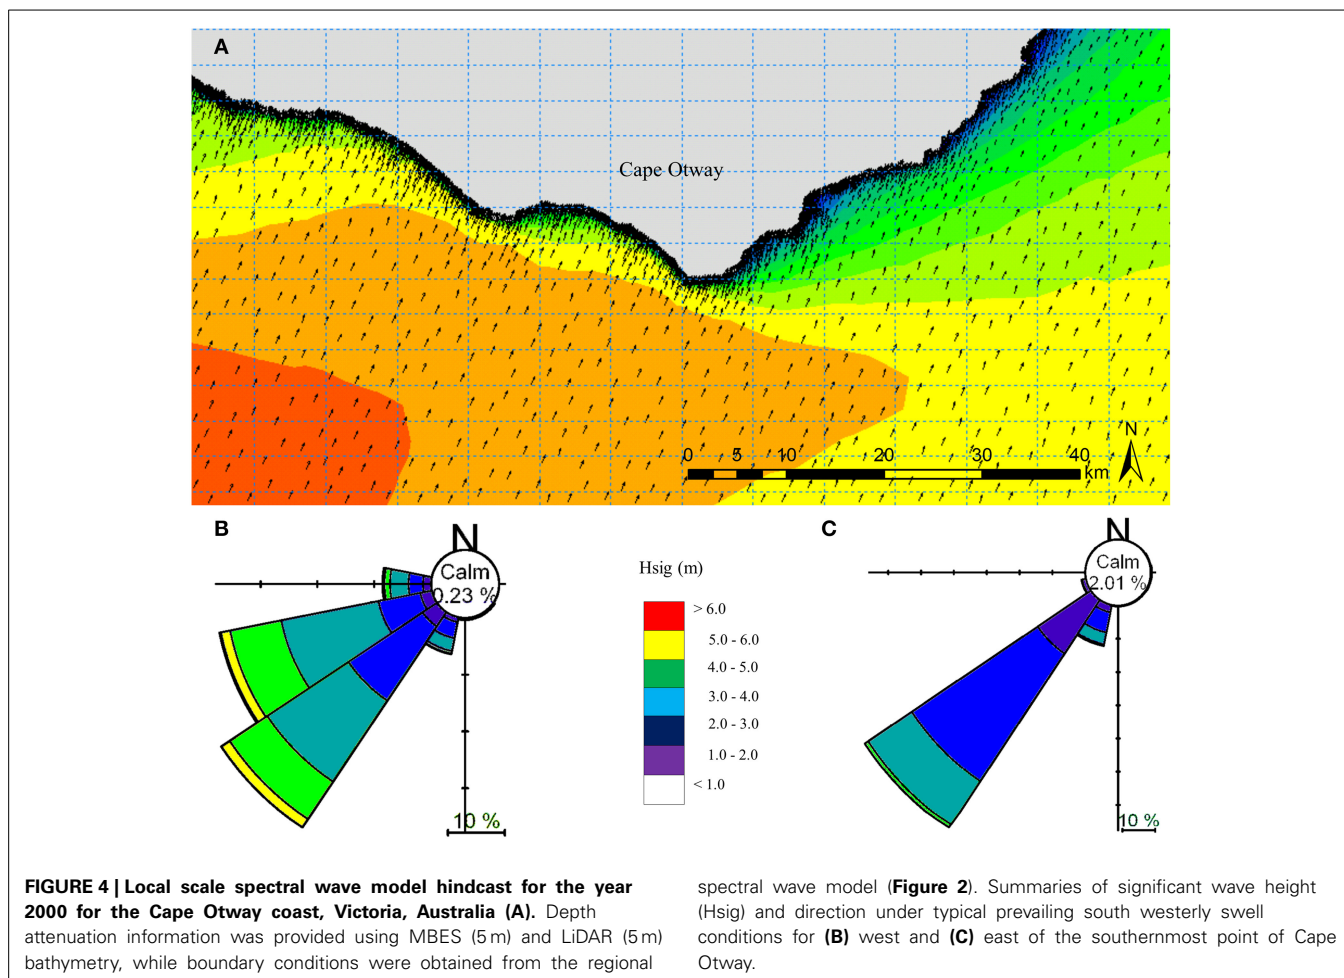 A
Cape Otway
N
0 5 10 20 30 40
km
B
N
Calm
0.23 %
10 %
Hsig (m)
> 6.0
5.0 - 6.0
4.0 - 5.0
3.0 - 4.0
2.0 - 3.0
1.0 - 2.0
< 1.0
C
N
Calm
2.01 %
10 %
FIGURE 4 | Local scale spectral wave model hindcast for the year
2000 for the Cape Otway coast, Victoria, Australia (A). Depth
attenuation information was provided using MBES (5 m) and LiDAR (5 m)
bathymetry, while boundary conditions were obtained from the regional
spectral wave model (Figure 2). Summaries of significant wave height
(Hsig) and direction under typical prevailing south westerly swell
conditions for (B) west and (C) east of the southernmost point of Cape
Otway.